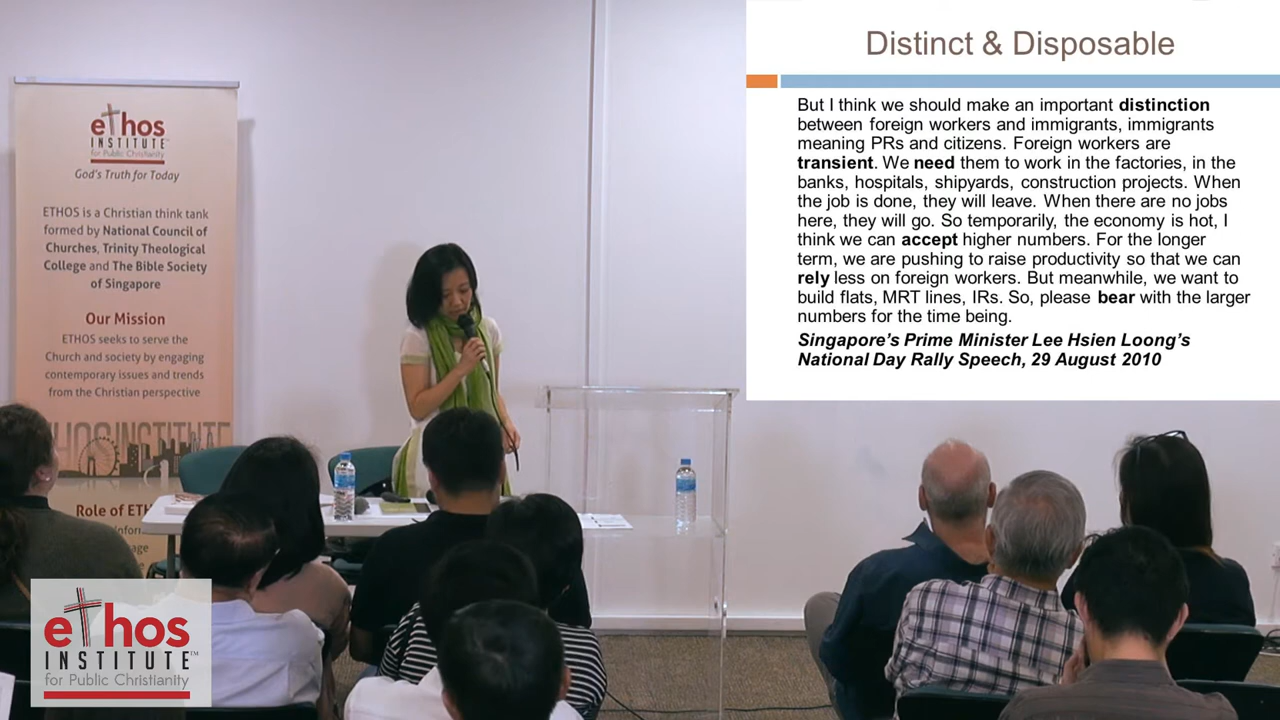 Distinct & Disposable
But I think we should make an important distinction
between foreign workers and immigrants, immigrants
meaning PRs and citizens. Foreign workers are
transient. We need them to work in the factories, in the
banks, hospitals, shipyards, construction projects. When
the job is done, they will leave. When there are no jobs
here, they will go. So temporarily, the economy is hot, I
think we can accept higher numbers. For the longer
term, we are pushing to raise productivity so that we can
rely less on foreign workers. But meanwhile, we want to
build flats, MRT lines, IRs. So, please bear with the larger
numbers for the time being.
Singapore's Prime Minister Lee Hsien Loong's
National Day Rally Speech, 29 August 2010
ethos
INSTITUTE™
for Public Christianity
God's Truth for Today
ETHOS is a Christian think tank
formed by National Council of
Churches, Trinity Theological
College and The Bible Society
of Singapore
Our Mission
ETHOS seeks to serve the
Church and society by engaging
contemporary issues and trends
from the Christian perspective
Role of
ethos
INSTITUTE™
for Public Christianity